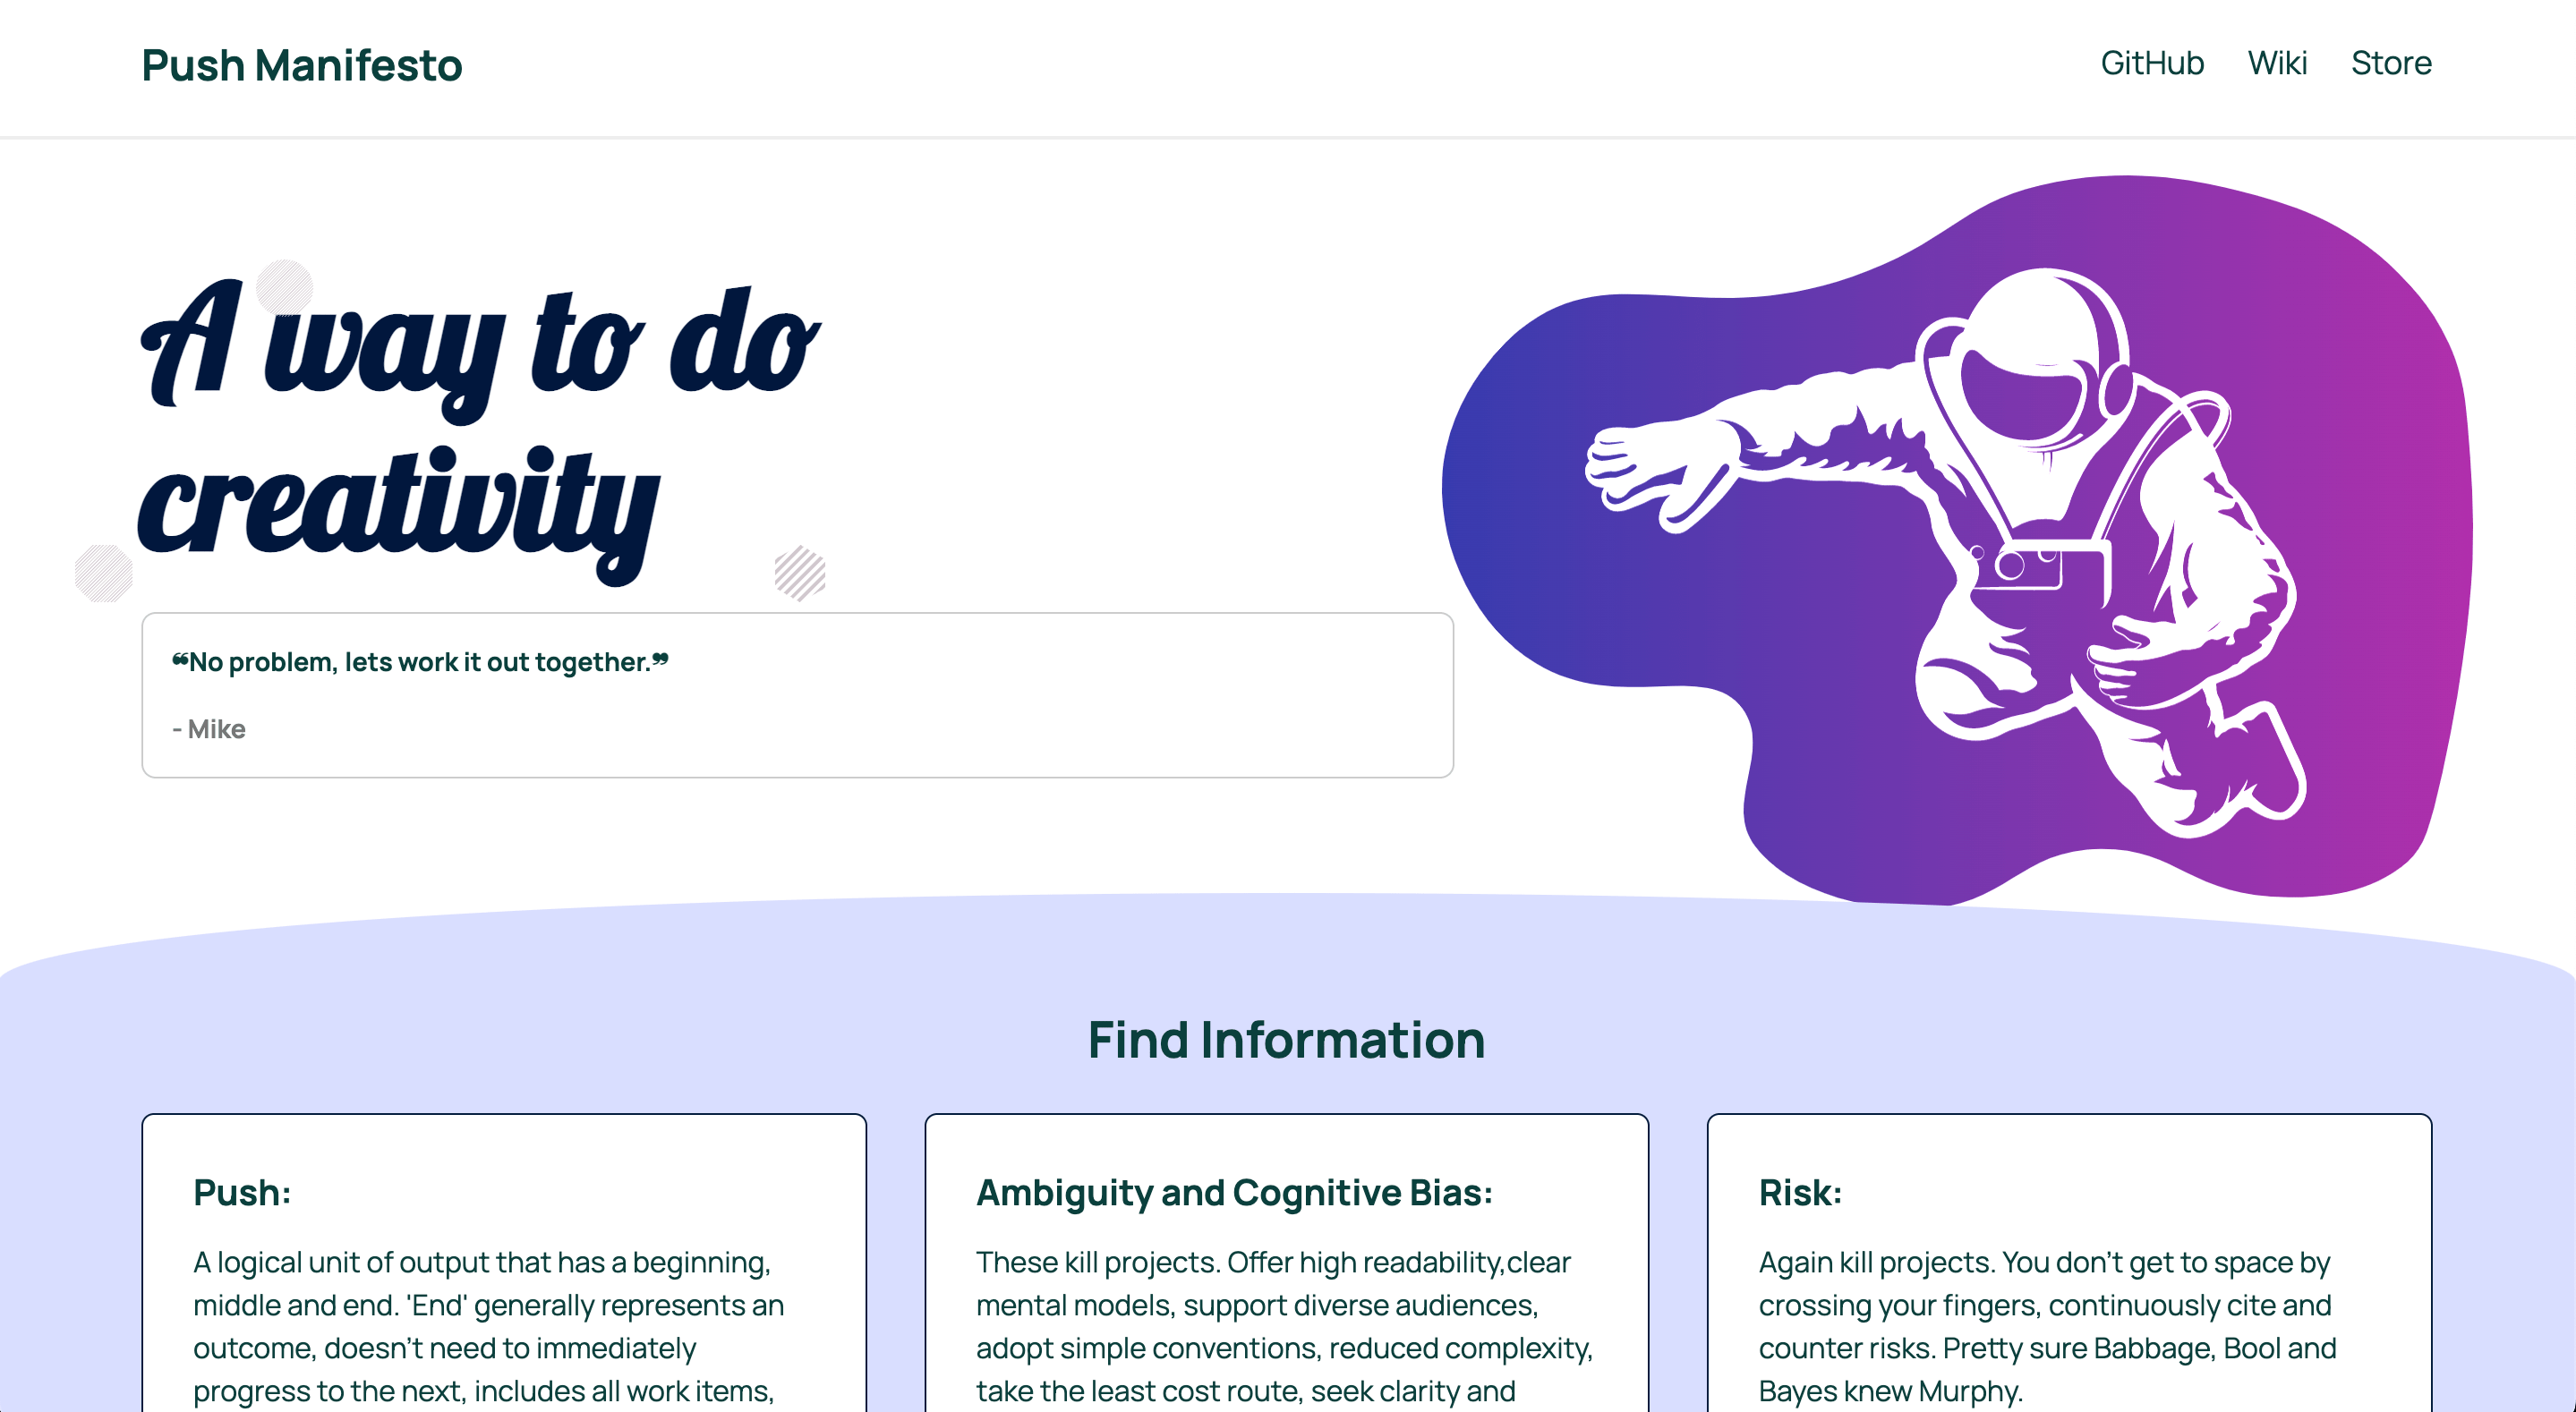 Push Manifesto
GitHub Wiki Store
A way to do
creativity
❝No problem, lets work it out together.❞
- Mike
Find Information
Push:
A logical unit of output that has a beginning,
middle and end. 'End' generally represents an
outcome, doesn’t need to immediately
progress to the next, includes all work items,
Ambiguity and Cognitive Bias:
These kill projects. Offer high readability,clear
mental models, support diverse audiences,
adopt simple conventions, reduced complexity,
take the least cost route, seek clarity and
Risk:
Again kill projects. You don’t get to space by
crossing your fingers, continuously cite and
counter risks. Pretty sure Babbage, Bool and
Bayes knew Murphy.